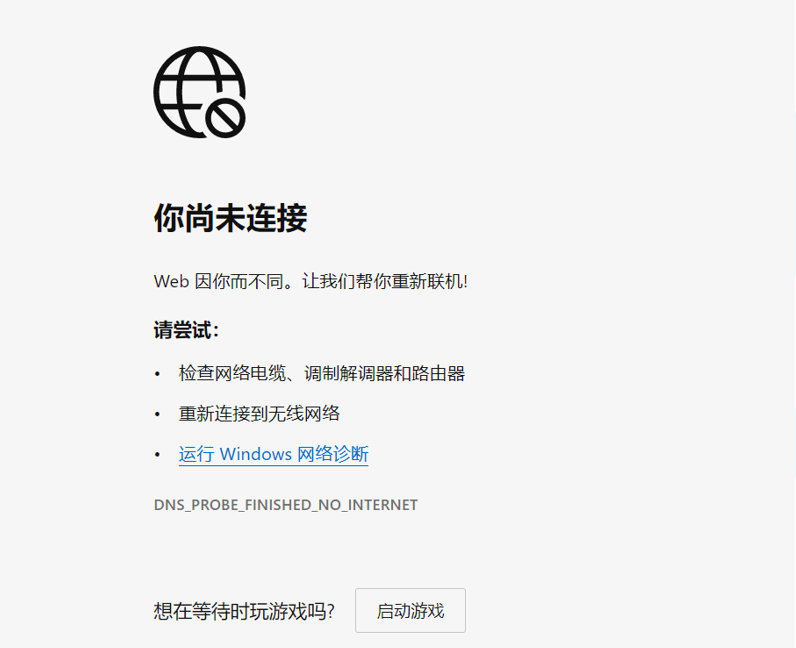 你尚未连接
Web 因你而不同。让我们帮你重新联机!
请尝试：
• 检查网络电缆、调制解调器和路由器
• 重新连接到无线网络
• 运行 Windows 网络诊断
DNS_PROBE_FINISHED_NO_INTERNET
想在等待时玩游戏吗? 启动游戏